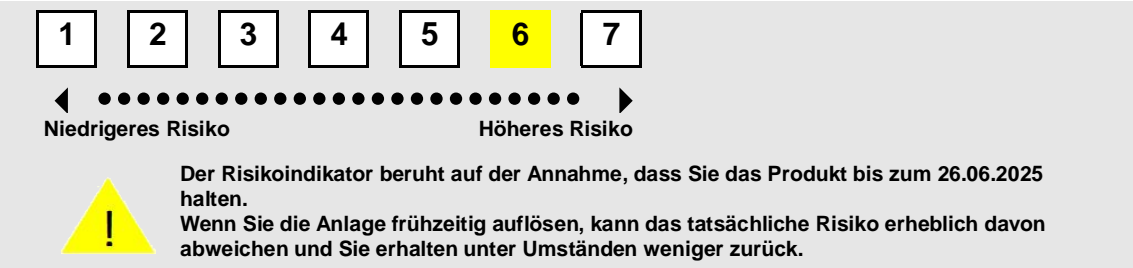 1 2 3 4 5 6 7
Niedrigeres Risiko Höheres Risiko
Der Risikoindikator beruht auf der Annahme, dass Sie das Produkt bis zum 26.06.2025
halten.
Wenn Sie die Anlage frühzeitig auflösen, kann das tatsächliche Risiko erheblich davon
abweichen und Sie erhalten unter Umständen weniger zurück.
!